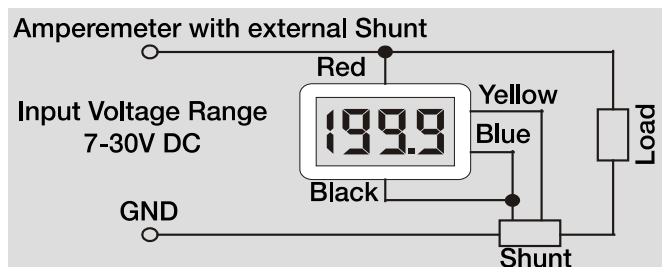 Amperemeter with external Shunt
Red
Input Voltage Range
7-30V DC
199.9
Yellow
Blue
Load
Black
GND
Shunt